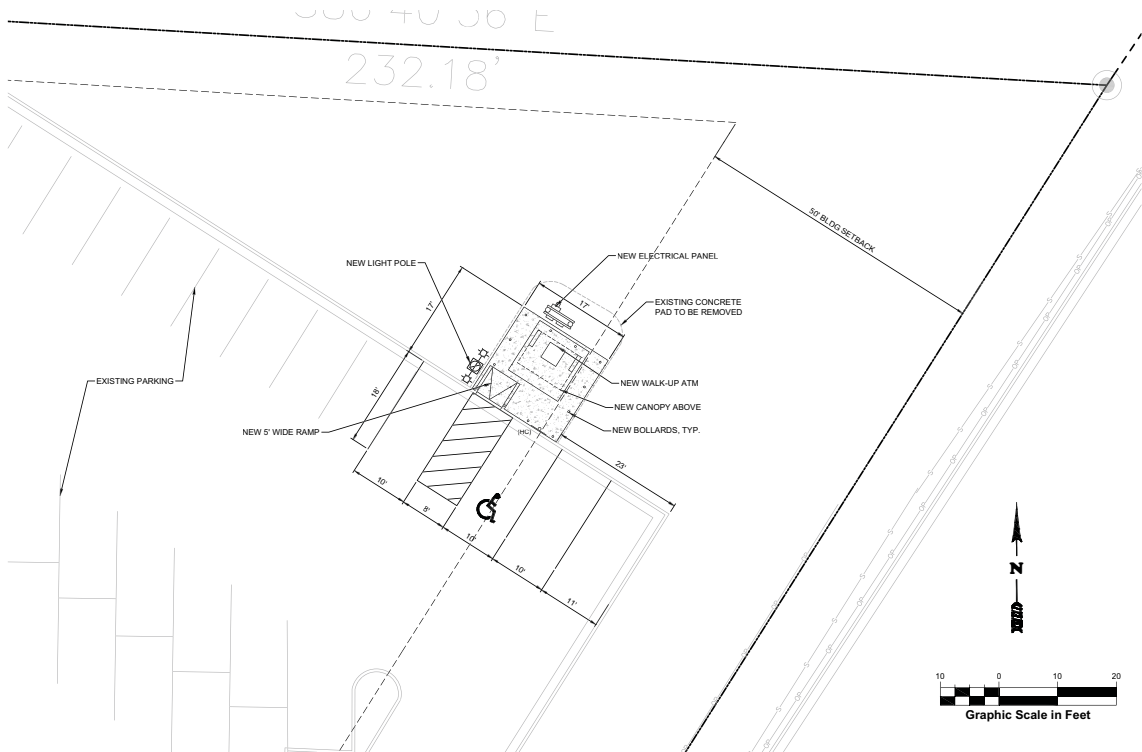 232.18'
50' BLDG SETBACK
NEW LIGHT POLE
NEW ELECTRICAL PANEL
17'
17'
EXISTING CONCRETE
PAD TO BE REMOVED
EXISTING PARKING
18'
NEW WALK-UP ATM
NEW CANOPY ABOVE
NEW 5' WIDE RAMP
(HC)
NEW BOLLARDS, TYP.
23'
10'
8'
10'
10'
11'
N
10 0 10 20
Graphic Scale in Feet